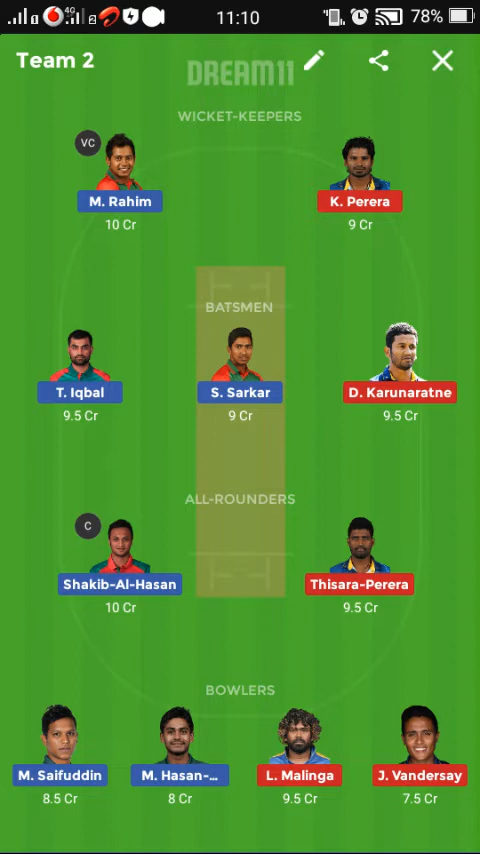 4G 11:10 78%
Team 2
DREAM11
WICKET-KEEPERS
VC
M. Rahim K. Perera
10 Cr 9 Cr
BATSMEN
T. Iqbal S. Sarkar D. Karunaratne
9.5 Cr 9 Cr 9.5 Cr
ALL-ROUNDERS
C
Shakib-Al-Hasan Thisara-Perera
10 Cr 9.5 Cr
BOWLERS
M. Saifuddin M. Hasan-... L. Malinga J. Vandersay
8.5 Cr 8 Cr 9.5 Cr 7.5 Cr